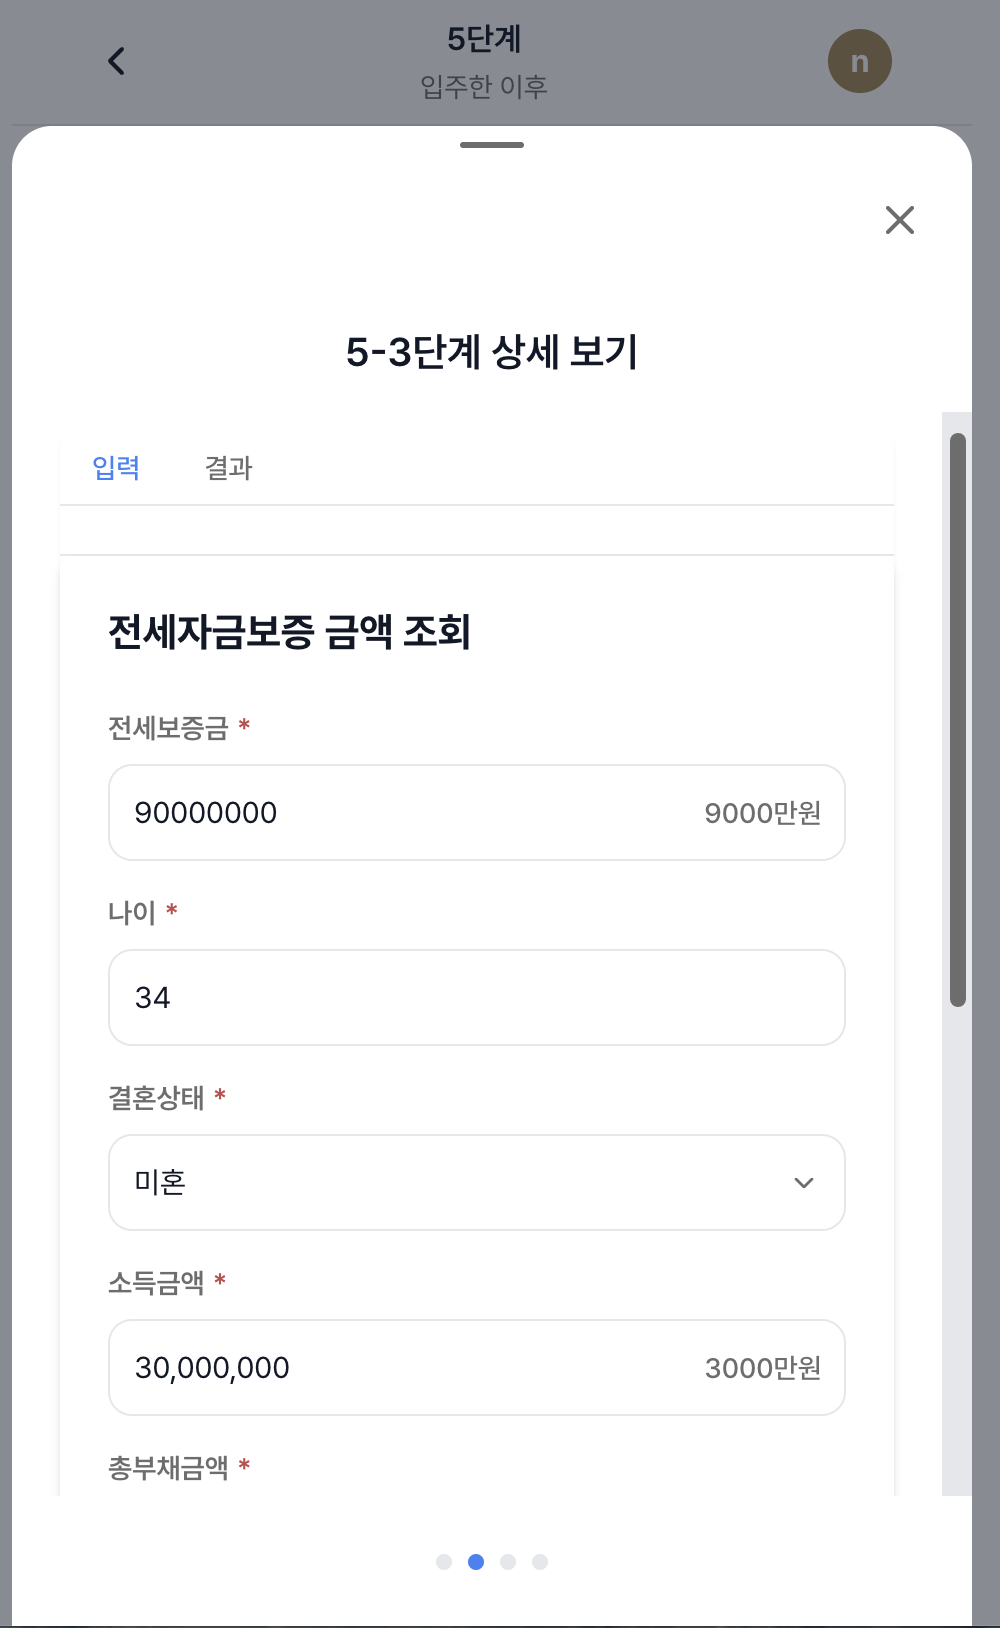 5단계
입주한 이후
n
5-3단계 상세 보기
입력 결과
전세자금보증 금액 조회
전세보증금 *
90000000 9000만원
나이 *
34
결혼상태 *
미혼
소득금액 *
30,000,000 3000만원
총부채금액 *